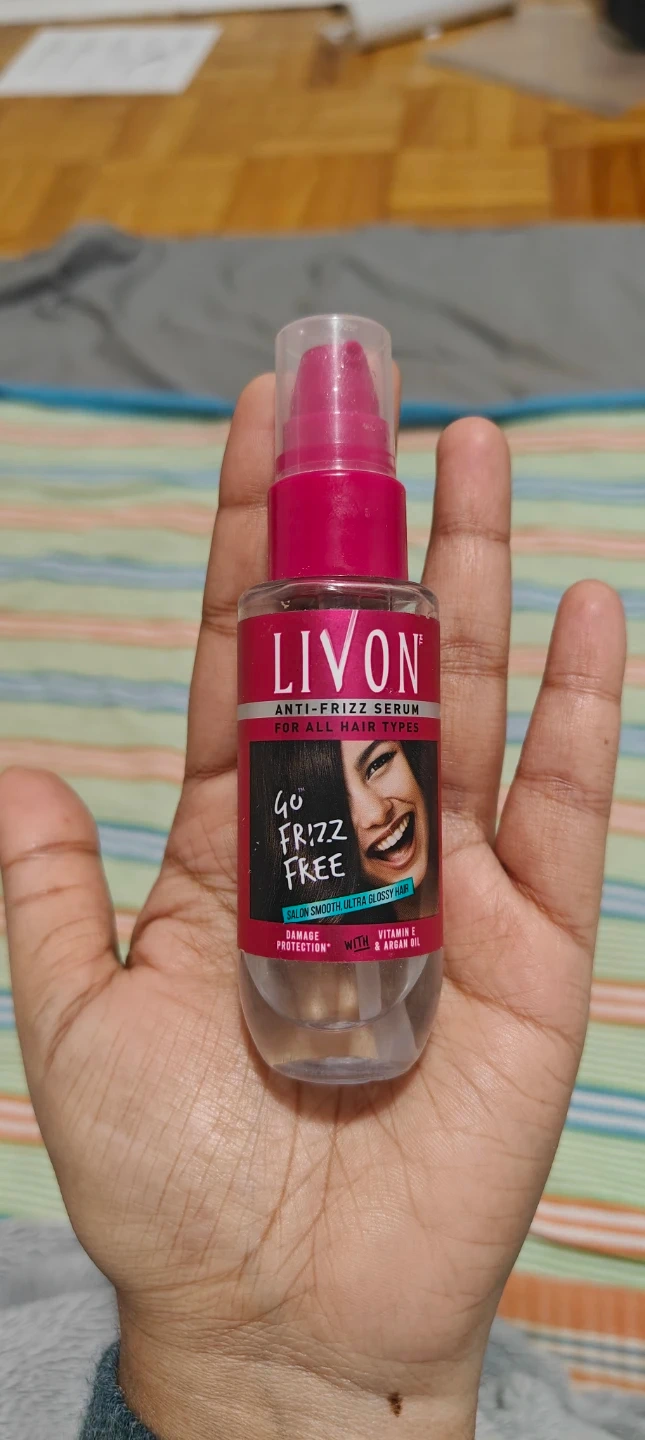 LIVON
ANTI-FRIZZ SERUM
FOR ALL HAIR TYPES
GO™
FRIZZ
FREE
SALON SMOOTH, ULTRA GLOSSY HAIR
DAMAGE PROTECTION* WITH VITAMIN E & ARGAN OIL